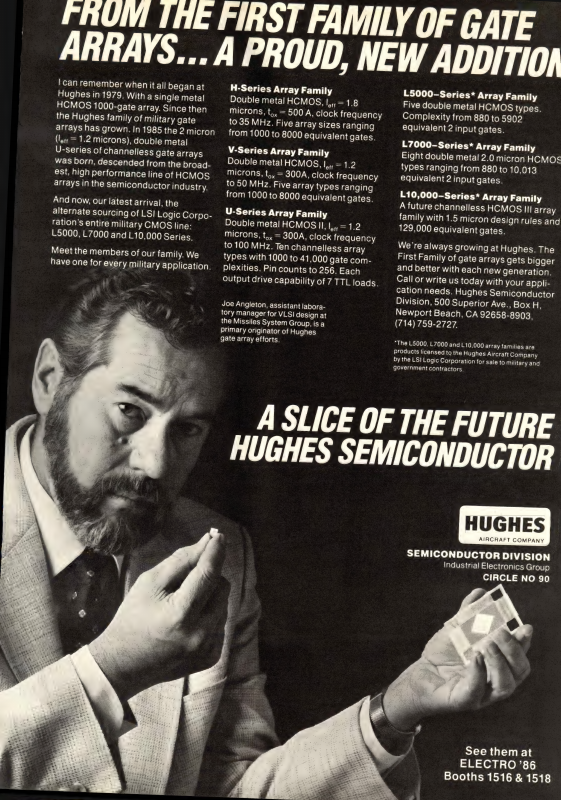 FROM THE FIRST FAMILY OF GATE
ARRAYS... A PROUD, NEW ADDITION
I can remember when it all began at
Hughes in 1979. With a single metal
HCMOS 1000-gate array. Since then
the Hughes family of military gate
arrays has grown. In 1985 the 2 micron
(Ieff = 1.2 microns), double metal
U-series of channelless gate arrays
was born, descended from the broad-
est, high performance line of HCMOS
arrays in the semiconductor industry.
And now, our latest arrival, the
alternate sourcing of LSI Logic Corpo-
ration's entire military CMOS line:
L5000, L7000 and L10,000 Series.
Meet the members of our family. We
have one for every military application.
H-Series Array Family
Double metal HCMOS, Ieff = 1.8
microns, tox = 500 A, clock frequency
to 35 MHz. Five array sizes ranging
from 1000 to 8000 equivalent gates.
V-Series Array Family
Double metal HCMOS, Ieff = 1.2
microns, tox = 300A, clock frequency
to 50 MHz. Five array types ranging
from 1000 to 8000 equivalent gates.
U-Series Array Family
Double metal HCMOS II, Ieff = 1.2
microns, tox = 300A, clock frequency
to 100 MHz. Ten channelless array
types with 1000 to 41,000 gate com-
plexities. Pin counts to 256. Each
output drive capability of 7 TTL loads.
Joe Angleton, assistant labora-
tory manager for VLSI design at
the Missiles System Group, is a
primary originator of Hughes
gate array efforts.
L5000-Series* Array Family
Five double metal HCMOS types.
Complexity from 880 to 5902
equivalent 2 input gates.
L7000-Series* Array Family
Eight double metal 2.0 micron HCMOS
types ranging from 880 to 10,013
equivalent 2 input gates.
L10,000-Series* Array Family
A future channelless HCMOS III array
family with 1.5 micron design rules and
129,000 equivalent gates.
We're always growing at Hughes. The
First Family of gate arrays gets bigger
and better with each new generation.
Call or write us today with your appli-
cation needs. Hughes Semiconductor
Division, 500 Superior Ave., Box H,
Newport Beach, CA 92658-8903.
(714) 759-2727.
*The L5000, L7000 and L10,000 array families are
products licensed to the Hughes Aircraft Company
by the LSI Logic Corporation for sale to military and
government contractors.
A SLICE OF THE FUTURE
HUGHES SEMICONDUCTOR
HUGHES
AIRCRAFT COMPANY
SEMICONDUCTOR DIVISION
Industrial Electronics Group
CIRCLE NO 90
See them at
ELECTRO '86
Booths 1516 & 1518